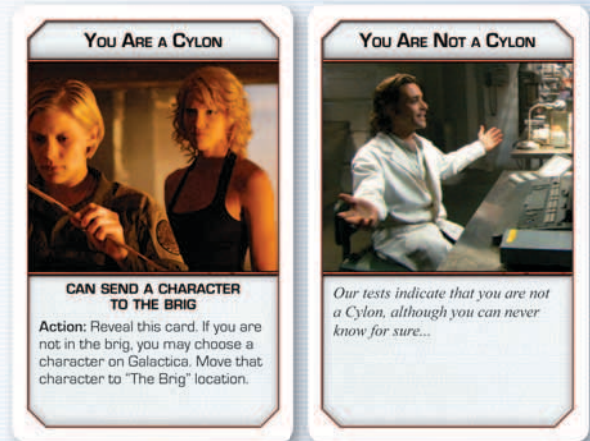 You Are a Cylon
CAN SEND A CHARACTER
TO THE BRIG
Action: Reveal this card. If you are
not in the brig, you may choose a
character on Galactica. Move that
character to "The Brig" location.
You Are Not a Cylon
Our tests indicate that you are not
a Cylon, although you can never
know for sure...